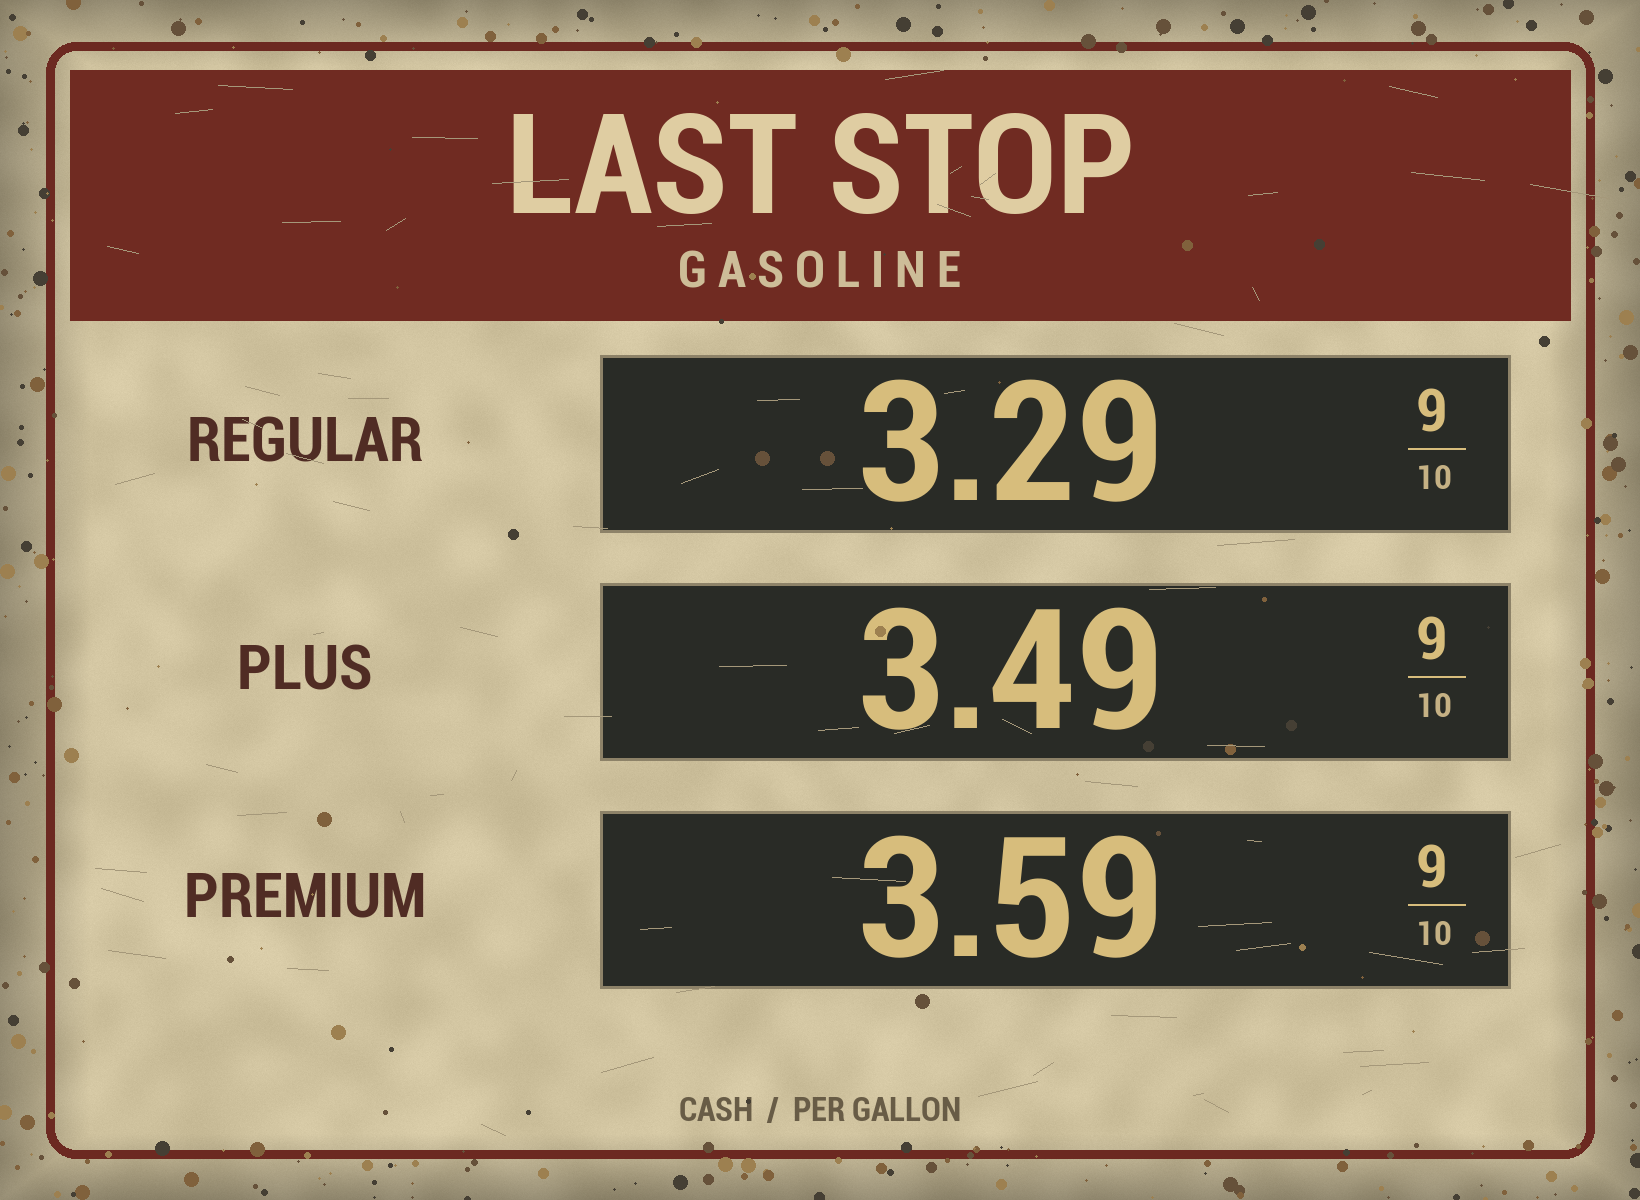 LAST STOP
GASOLINE
REGULAR 3.29 9/10
PLUS 3.49 9/10
PREMIUM 3.59 9/10
CASH / PER GALLON